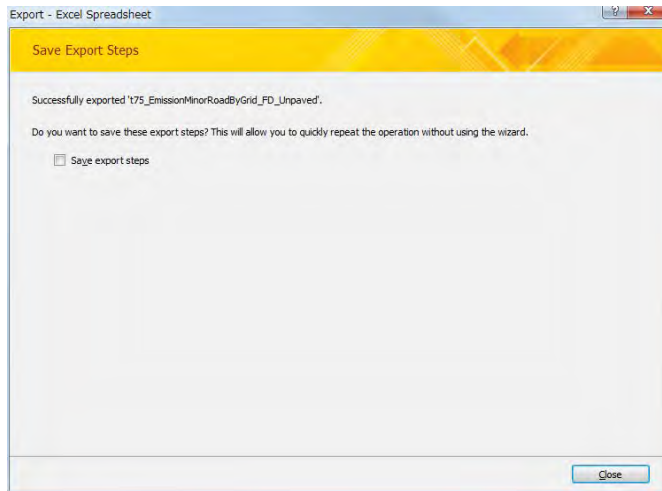 Export - Excel Spreadsheet
Save Export Steps
Successfully exported 't75_EmissionMinorRoadByGrid_FD_Unpaved'.
Do you want to save these export steps? This will allow you to quickly repeat the operation without using the wizard.
Save export steps
Close